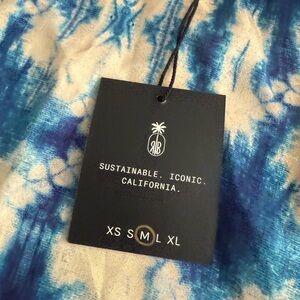 SUSTAINABLE. ICONIC.
CALIFORNIA.
XS S M L XL